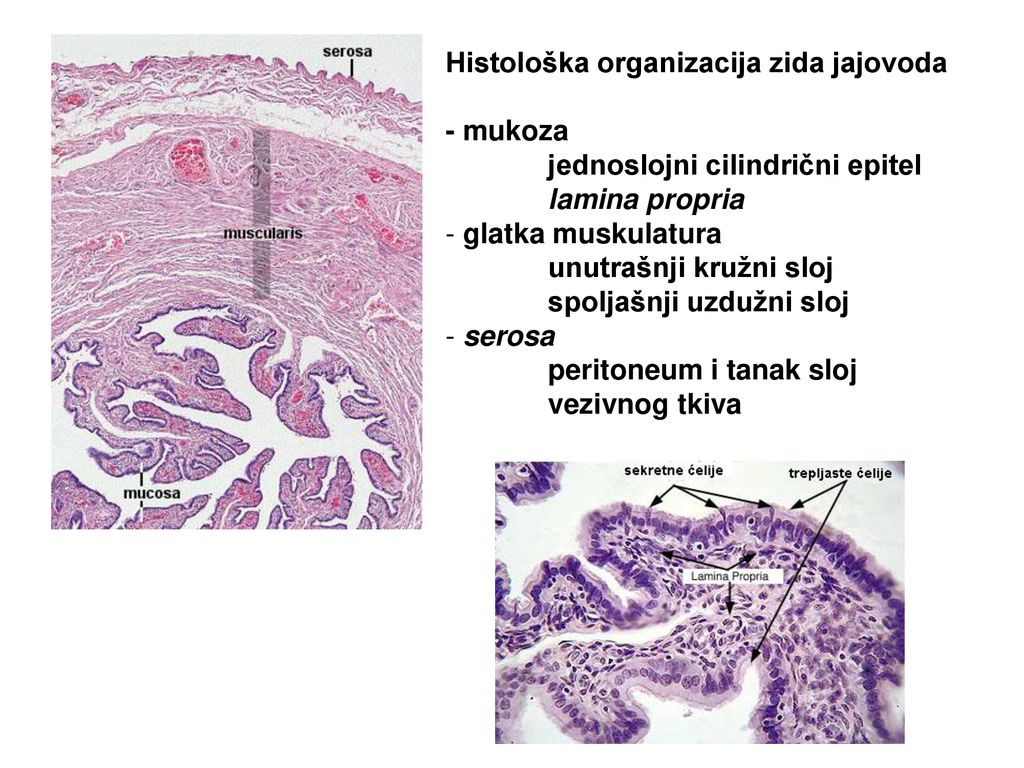 serosa
muscularis
mucosa
Histološka organizacija zida jajovoda
- mukoza
jednoslojni cilindrični epitel
lamina propria
- glatka muskulatura
unutrašnji kružni sloj
spoljašnji uzdužni sloj
- serosa
peritoneum i tanak sloj
vezivnog tkiva
sekretne ćelije
trepljaste ćelije
Lamina Propria